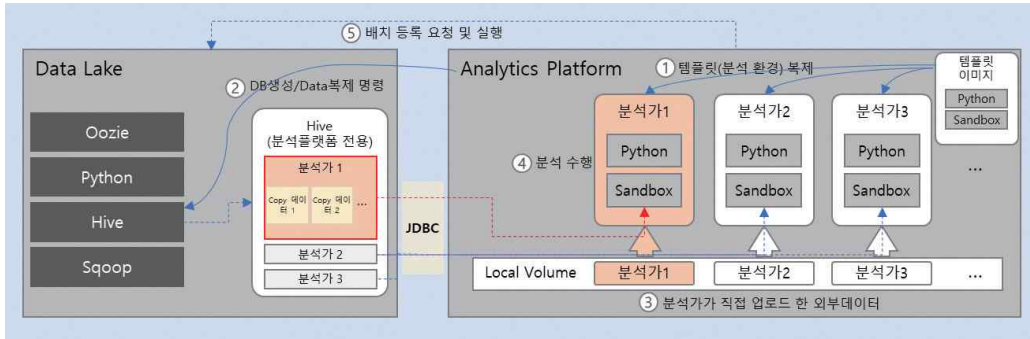 ⑤ 배치 등록 요청 및 실행
Data Lake
② DB생성/Data복제 명령
Oozie
Python
Hive
Sqoop
Hive
(분석플랫폼 전용)
분석가 1
Copy 데이
터 1
Copy 데이
터 2
...
분석가 2
분석가 3
JDBC
Analytics Platform
① 템플릿(분석 환경) 복제
템플릿
이미지
Python
Sandbox
분석가1
Python
Sandbox
분석가2
Python
Sandbox
분석가3
Python
Sandbox
...
④ 분석 수행
Local Volume
분석가1
분석가2
분석가3
...
③ 분석가가 직접 업로드 한 외부데이터